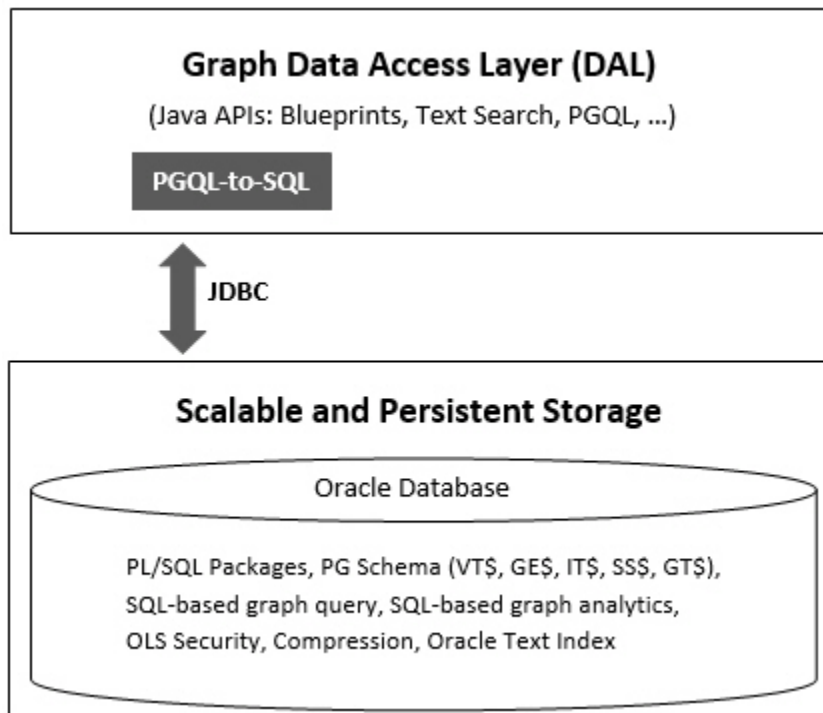 Graph Data Access Layer (DAL)
(Java APIs: Blueprints, Text Search, PGQL, ...)
PGQL-to-SQL
JDBC
Scalable and Persistent Storage
Oracle Database
PL/SQL Packages, PG Schema (VT$, GE$, IT$, SS$, GT$),
SQL-based graph query, SQL-based graph analytics,
OLS Security, Compression, Oracle Text Index